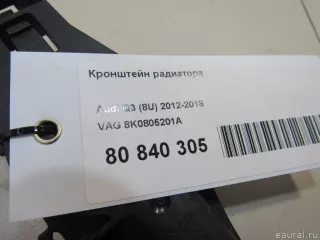 Кронштейн радиатора
Audi Q3 (8U) 2012-2018
VAG 8K0805201A
80 840 305
© eaural.ru